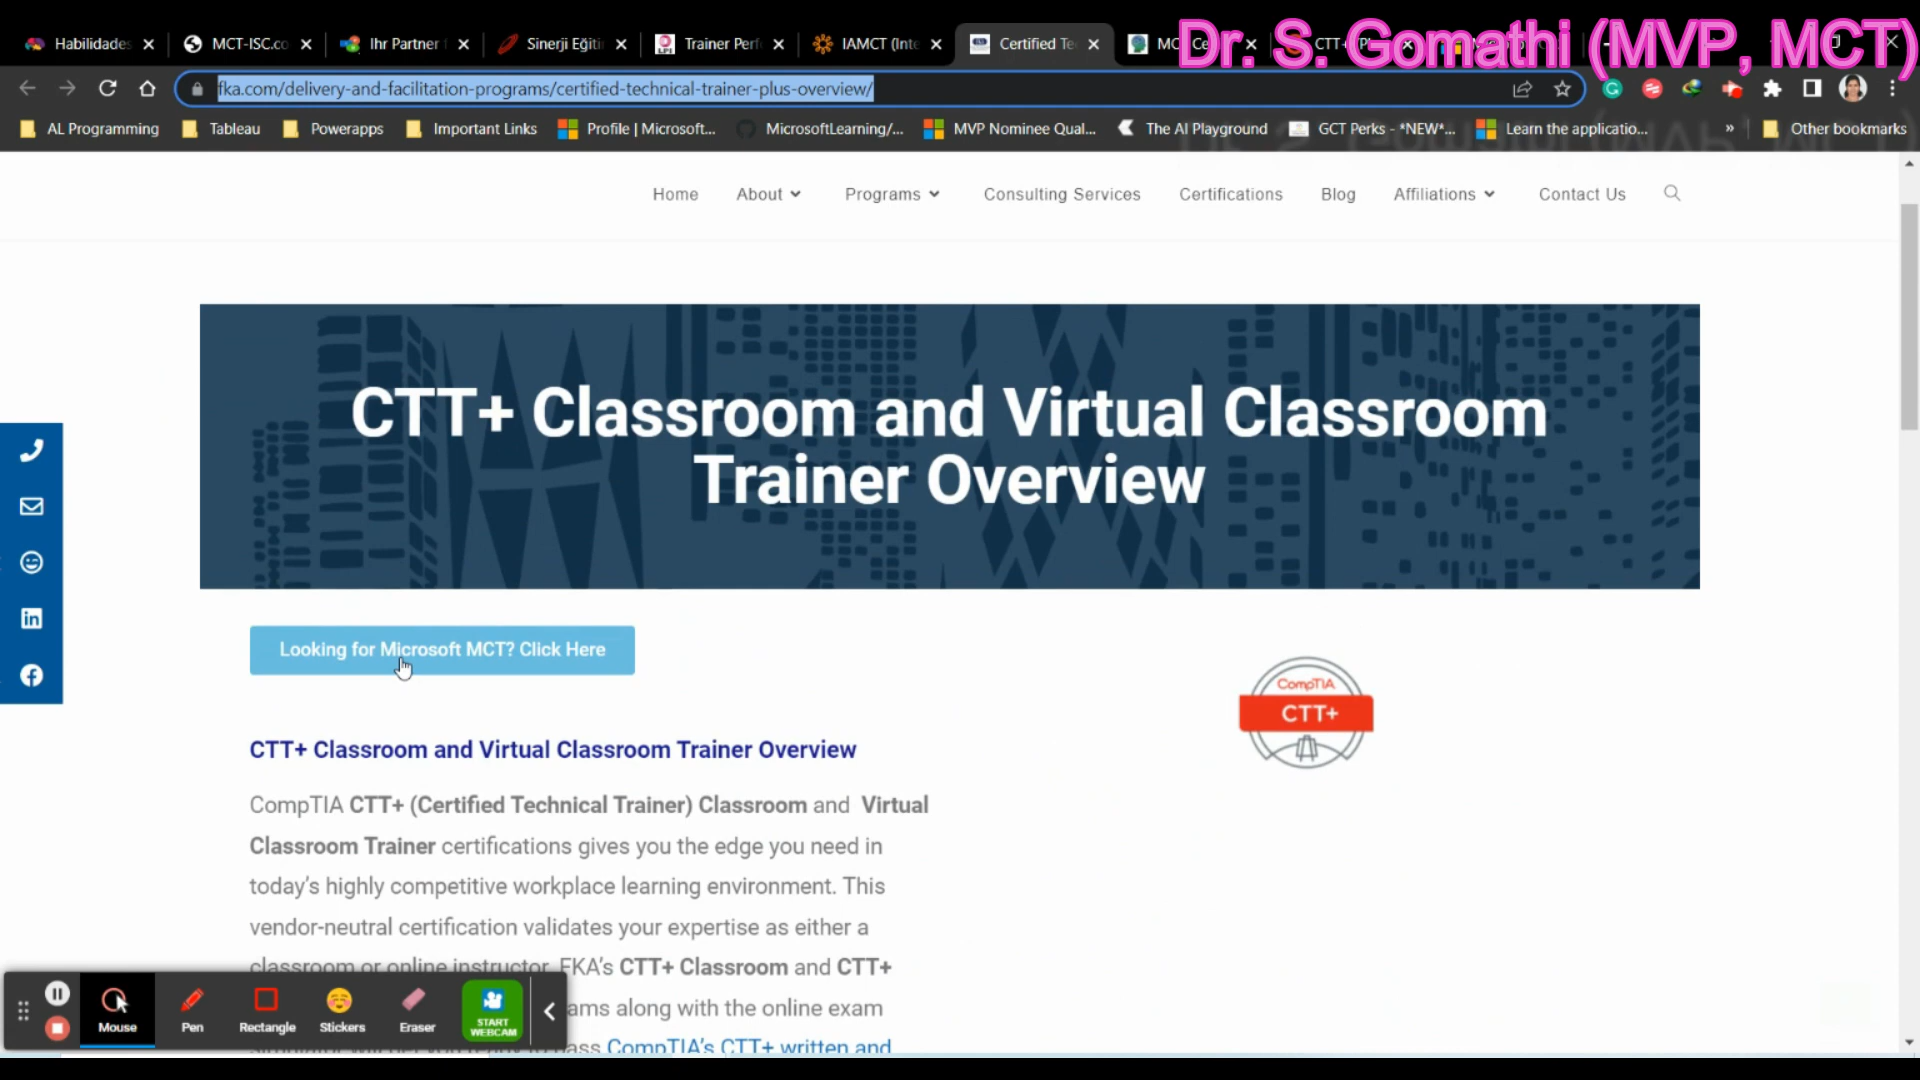 Habilidades
MCT-ISC.co
Ihr Partner
Sinerji Eğiti
Trainer Perf
IAMCT (Inte
Certified Te
CTT+
Dr. S. Gomathi (MVP, MCT)
fka.com/delivery-and-facilitation-programs/certified-technical-trainer-plus-overview/
AL Programming
Tableau
Powerapps
Important Links
Profile | Microsoft...
MicrosoftLearning/...
MVP Nominee Qual...
The AI Playground
GCT Perks - *NEW*...
Learn the applicatio...
»
Other bookmarks
Home
About
Programs
Consulting Services
Certifications
Blog
Affiliations
Contact Us
CTT+ Classroom and Virtual Classroom
Trainer Overview
Looking for Microsoft MCT? Click Here
CompTIA
CTT+
CTT+ Classroom and Virtual Classroom Trainer Overview
CompTIA CTT+ (Certified Technical Trainer) Classroom and Virtual
Classroom Trainer certifications gives you the edge you need in
today's highly competitive workplace learning environment. This
vendor-neutral certification validates your expertise as either a
classroom or online instructor. FKA's CTT+ Classroom and CTT+
ams along with the online exam
CompTIA's CTT+ written and
Mouse
Pen
Rectangle
Stickers
Eraser
START
WEBCAM